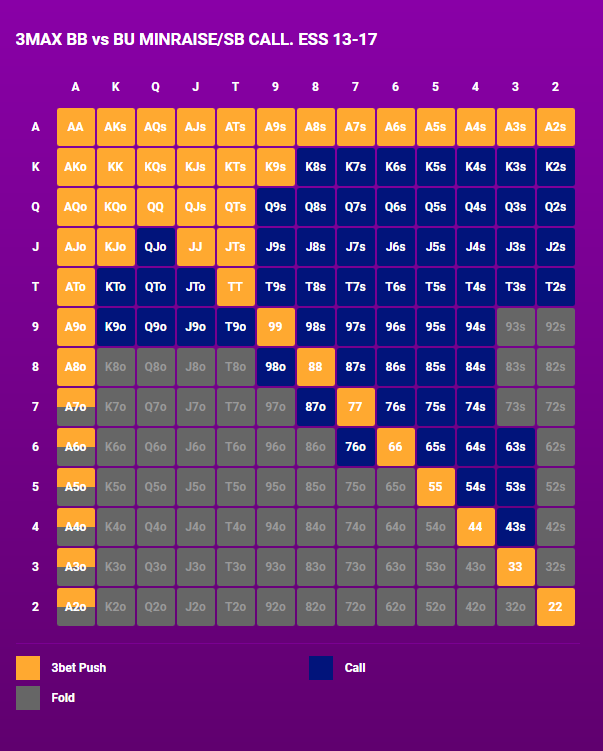 3MAX BB vs BU MINRAISE/SB CALL. ESS 13-17
A K Q J T 9 8 7 6 5 4 3 2
A AA AKs AQs AJs ATs A9s A8s A7s A6s A5s A4s A3s A2s
K AKo KK KQs KJs KTs K9s K8s K7s K6s K5s K4s K3s K2s
Q AQo KQo QQ QJs QTs Q9s Q8s Q7s Q6s Q5s Q4s Q3s Q2s
J AJo KJo QJo JJ JTs J9s J8s J7s J6s J5s J4s J3s J2s
T ATo KTo QTo JTo TT T9s T8s T7s T6s T5s T4s T3s T2s
9 A9o K9o Q9o J9o T9o 99 98s 97s 96s 95s 94s 93s 92s
8 A8o K8o Q8o J8o T8o 98o 88 87s 86s 85s 84s 83s 82s
7 A7o K7o Q7o J7o T7o 97o 87o 77 76s 75s 74s 73s 72s
6 A6o K6o Q6o J6o T6o 96o 86o 76o 66 65s 64s 63s 62s
5 A5o K5o Q5o J5o T5o 95o 85o 75o 65o 55 54s 53s 52s
4 A4o K4o Q4o J4o T4o 94o 84o 74o 64o 54o 44 43s 42s
3 A3o K3o Q3o J3o T3o 93o 83o 73o 63o 53o 43o 33 32s
2 A2o K2o Q2o J2o T2o 92o 82o 72o 62o 52o 42o 32o 22
3bet Push
Call
Fold